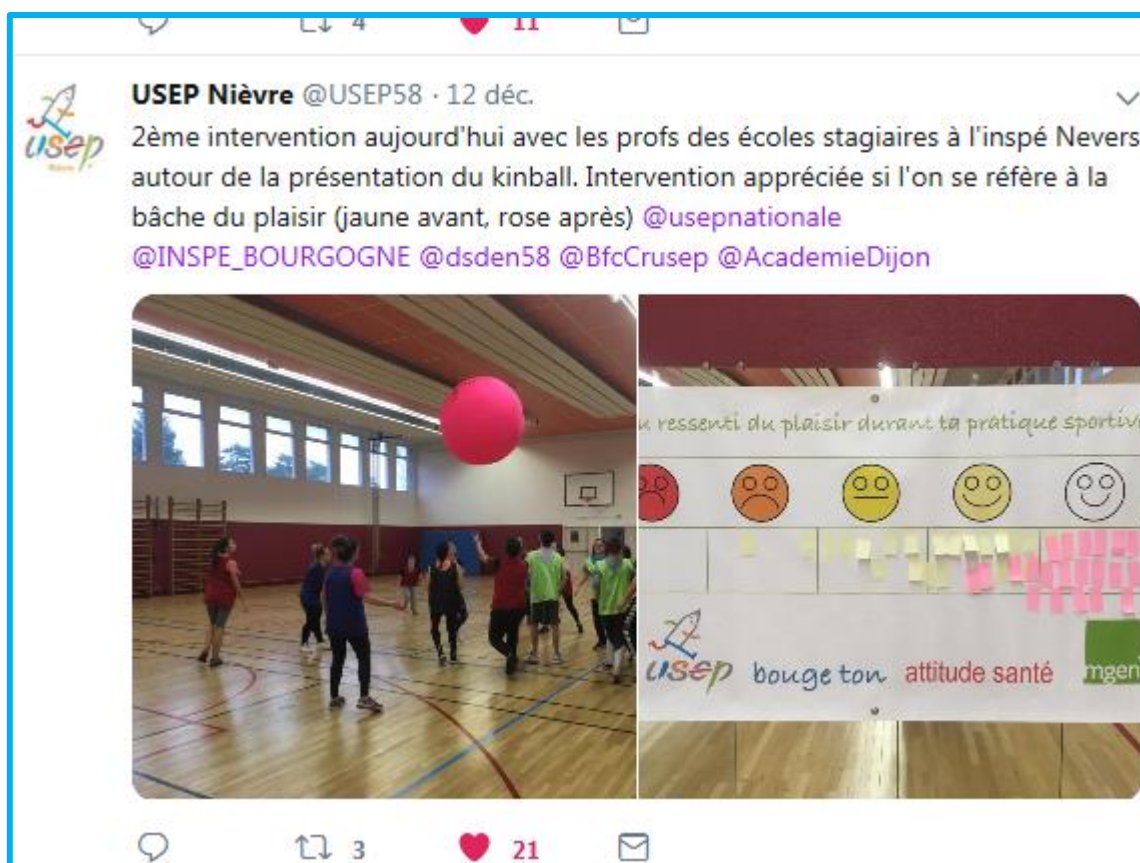 4 11
USEP Nièvre @USEP58 · 12 déc.
2ème intervention aujourd'hui avec les profs des écoles stagiaires à l'inspé Nevers
autour de la présentation du kinball. Intervention appréciée si l'on se réfère à la
bâche du plaisir (jaune avant, rose après) @usepnationale
@INSPE_BOURGOGNE @dsden58 @BfcCrusep @AcademieDijon
usep
Nièvre
u ressenti du plaisir durant ta pratique sportive
usep bouge ton attitude santé mgen
3 21